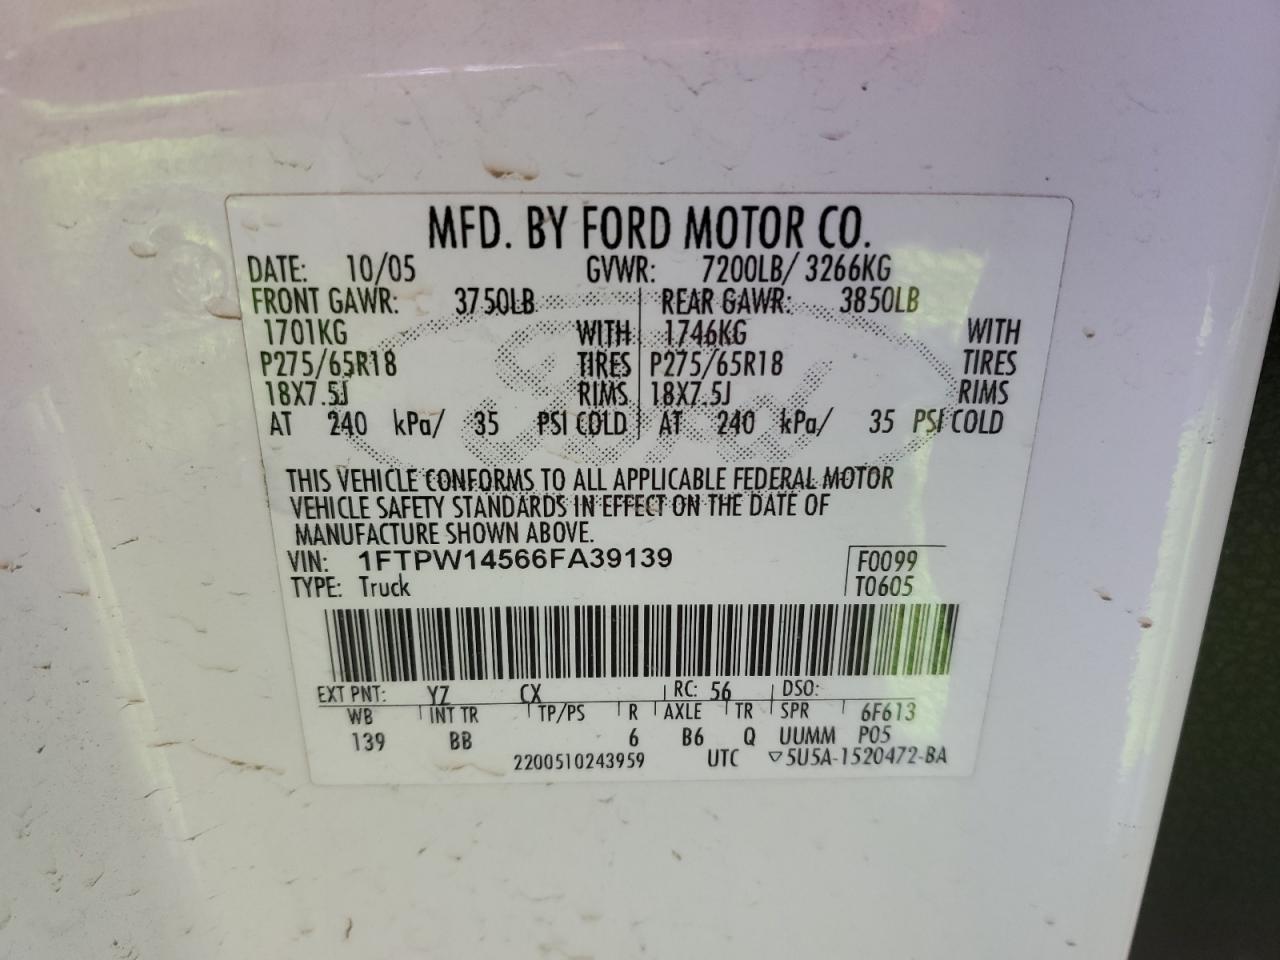 MFD. BY FORD MOTOR CO.
DATE: 10/05 GVWR: 7200LB/ 3266KG
FRONT GAWR: 3750LB REAR GAWR: 3850LB
1701KG WITH 1746KG WITH
P275/65R18 TIRES P275/65R18 TIRES
18X7.5J RIMS 18X7.5J RIMS
AT 240 kPa/ 35 PSI COLD AT 240 kPa/ 35 PSI COLD
THIS VEHICLE CONFORMS TO ALL APPLICABLE FEDERAL MOTOR
VEHICLE SAFETY STANDARDS IN EFFECT ON THE DATE OF
MANUFACTURE SHOWN ABOVE.
VIN: 1FTPW14566FA39139 F0099
TYPE: Truck T0605
EXT PNT: YZ CX RC: 56 DSO:
WB INT TR TP/PS R AXLE TR SPR 6F613
139 BB 6 B6 Q UUMM P05
2200510243959 UTC ▽5U5A-1520472-BA